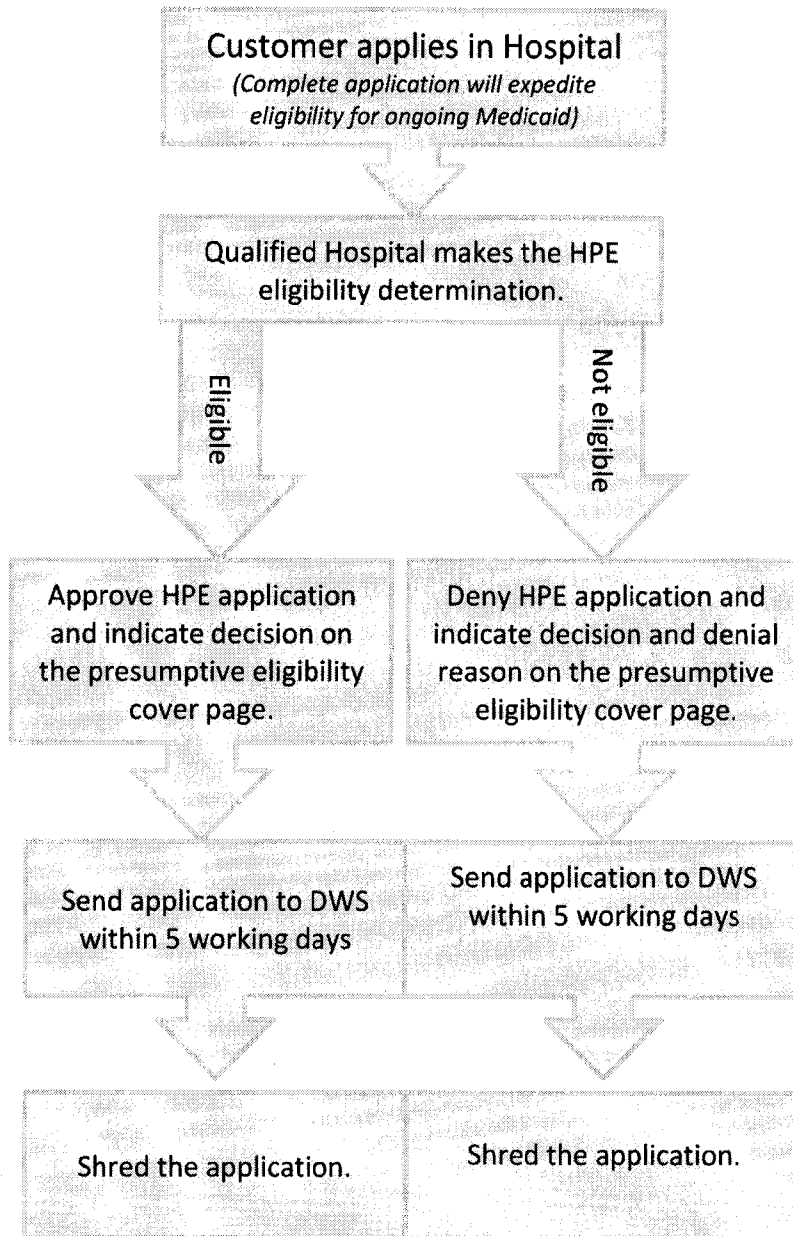 Customer applies in Hospital
(Complete application will expedite
eligibility for ongoing Medicaid)
Qualified Hospital makes the HPE
eligibility determination.
Eligible
Not eligible
Approve HPE application
and indicate decision on
the presumptive eligibility
cover page.
Deny HPE application and
indicate decision and denial
reason on the presumptive
eligibility cover page.
Send application to DWS
within 5 working days
Send application to DWS
within 5 working days
Shred the application.
Shred the application.